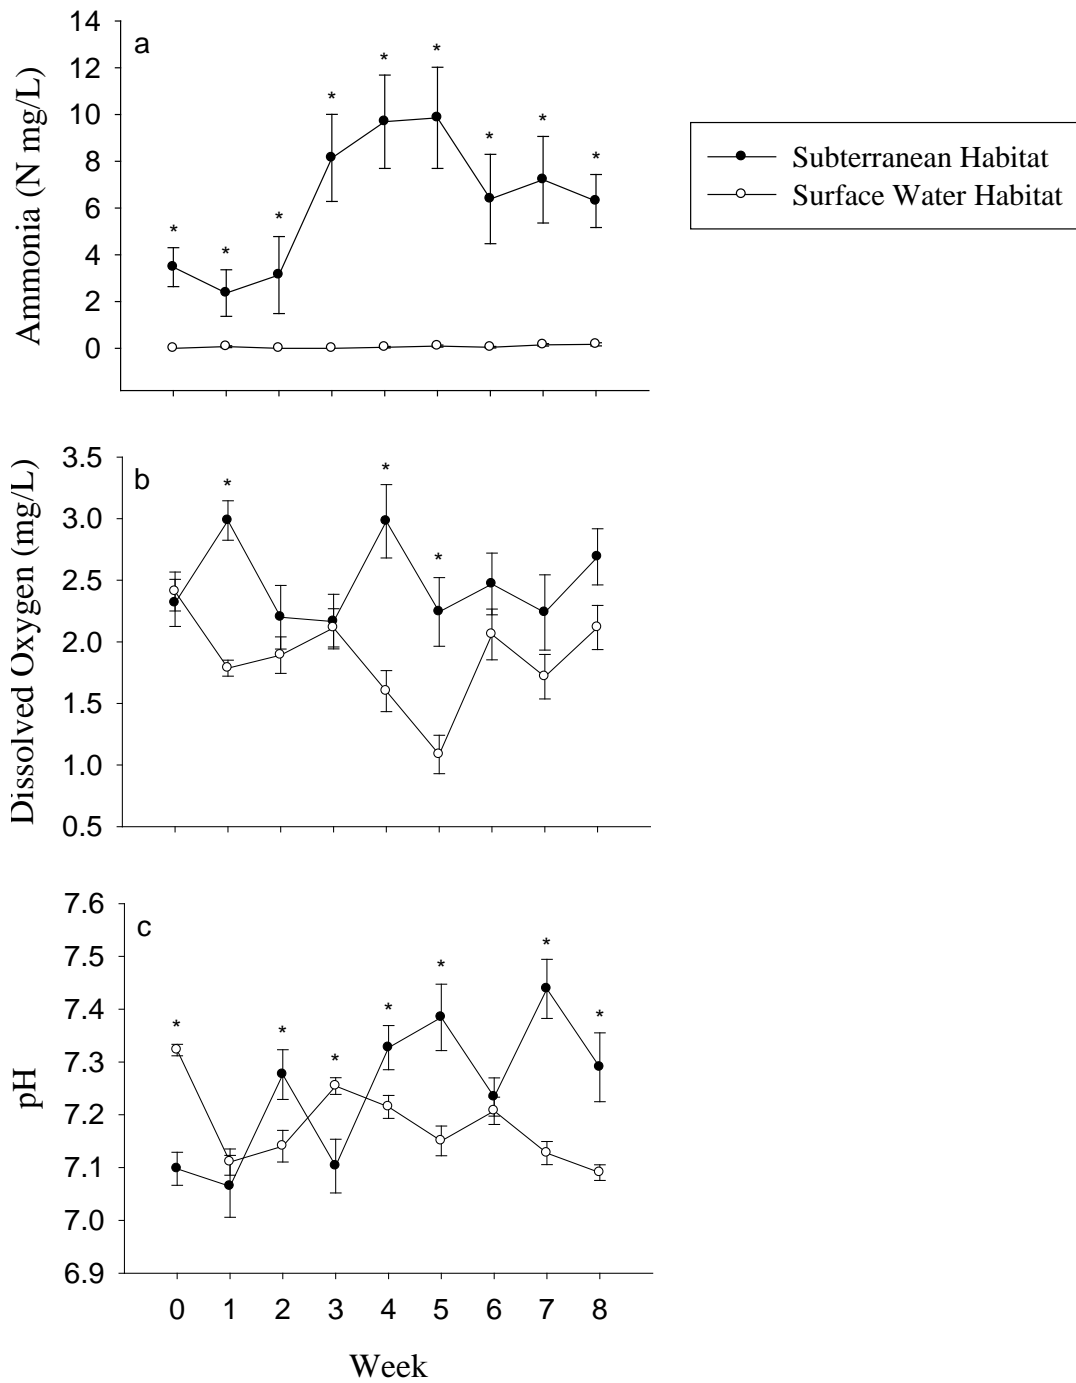 a
Ammonia (N mg/L)
14
12
10
8
6
4
2
0
* * * * * * * * *
Subterranean Habitat
Surface Water Habitat
b
Dissolved Oxygen (mg/L)
3.5
3.0
2.5
2.0
1.5
1.0
0.5
* * *
c
pH
7.6
7.5
7.4
7.3
7.2
7.1
7.0
6.9
* * * * * * *
0 1 2 3 4 5 6 7 8
Week